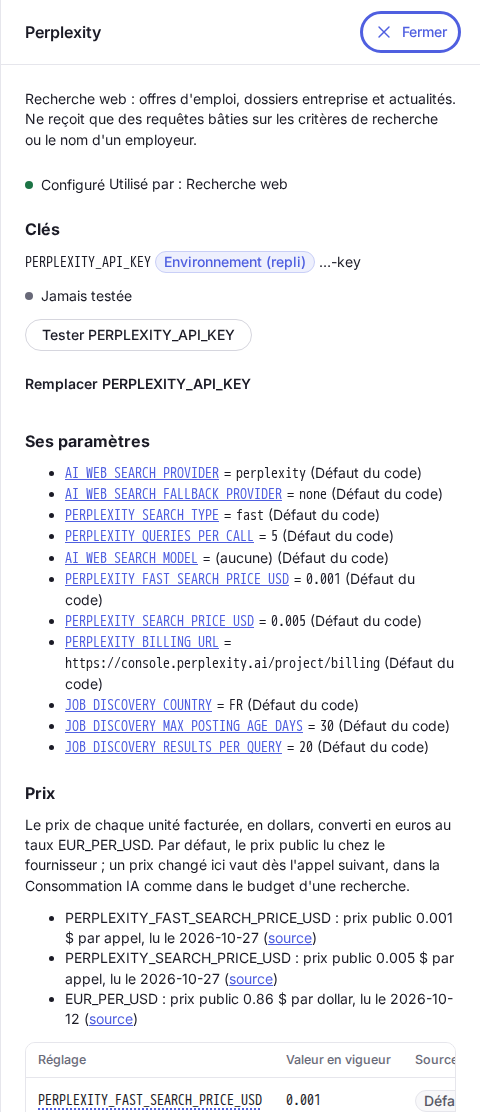 Perplexity
Fermer
Recherche web : offres d'emploi, dossiers entreprise et actualités.
Ne reçoit que des requêtes bâties sur les critères de recherche
ou le nom d'un employeur.
Configuré Utilisé par : Recherche web
Clés
PERPLEXITY_API_KEY Environnement (repli) …-key
Jamais testée
Tester PERPLEXITY_API_KEY
Remplacer PERPLEXITY_API_KEY
Ses paramètres
AI_WEB_SEARCH_PROVIDER = perplexity (Défaut du code)
AI_WEB_SEARCH_FALLBACK_PROVIDER = none (Défaut du code)
PERPLEXITY_SEARCH_TYPE = fast (Défaut du code)
PERPLEXITY_QUERIES_PER_CALL = 5 (Défaut du code)
AI_WEB_SEARCH_MODEL = (aucune) (Défaut du code)
PERPLEXITY_FAST_SEARCH_PRICE_USD = 0.001 (Défaut du
code)
PERPLEXITY_SEARCH_PRICE_USD = 0.005 (Défaut du code)
PERPLEXITY_BILLING_URL =
https://console.perplexity.ai/project/billing (Défaut du
code)
JOB_DISCOVERY_COUNTRY = FR (Défaut du code)
JOB_DISCOVERY_MAX_POSTING_AGE_DAYS = 30 (Défaut du code)
JOB_DISCOVERY_RESULTS_PER_QUERY = 20 (Défaut du code)
Prix
Le prix de chaque unité facturée, en dollars, converti en euros au
taux EUR_PER_USD. Par défaut, le prix public lu chez le
fournisseur ; un prix changé ici vaut dès l'appel suivant, dans la
Consommation IA comme dans le budget d'une recherche.
PERPLEXITY_FAST_SEARCH_PRICE_USD : prix public 0.001
$ par appel, lu le 2026-10-27 (source)
PERPLEXITY_SEARCH_PRICE_USD : prix public 0.005 $ par
appel, lu le 2026-10-27 (source)
EUR_PER_USD : prix public 0.86 $ par dollar, lu le 2026-10-
12 (source)
Réglage Valeur en vigueur Source
PERPLEXITY_FAST_SEARCH_PRICE_USD 0.001 Défa